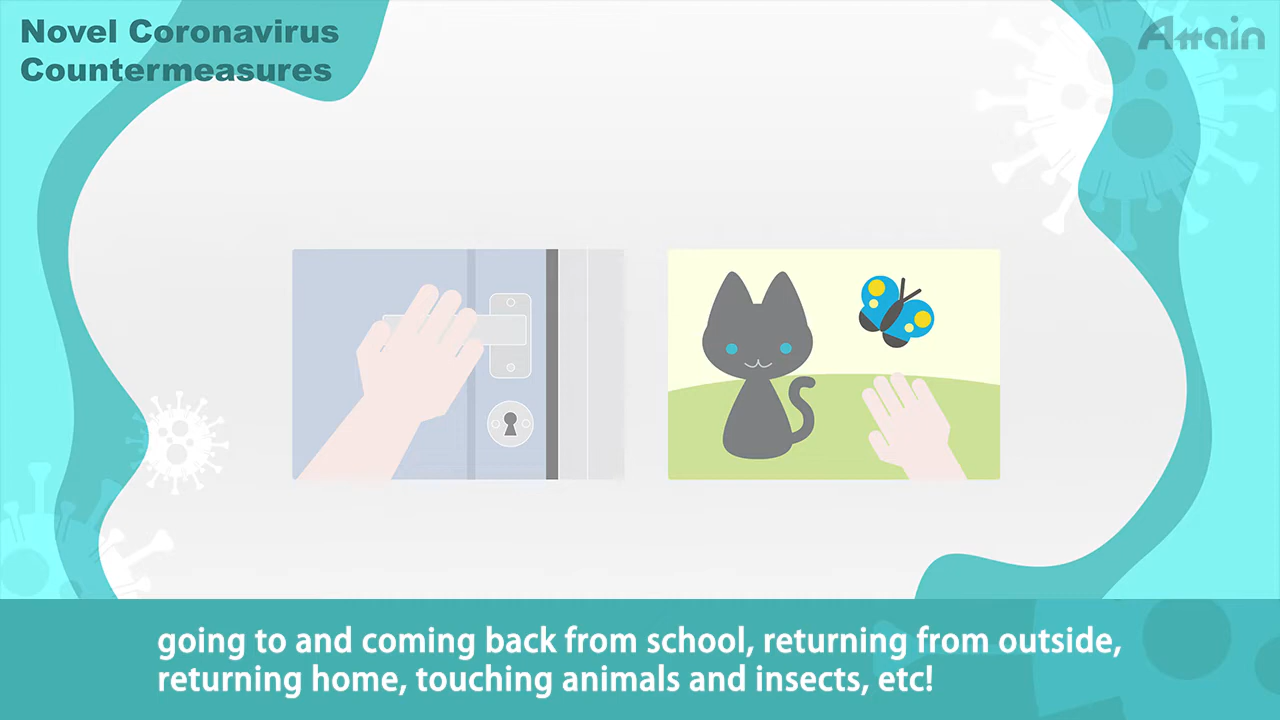 Novel Coronavirus
Countermeasures
Attain
going to and coming back from school, returning from outside,
returning home, touching animals and insects, etc!